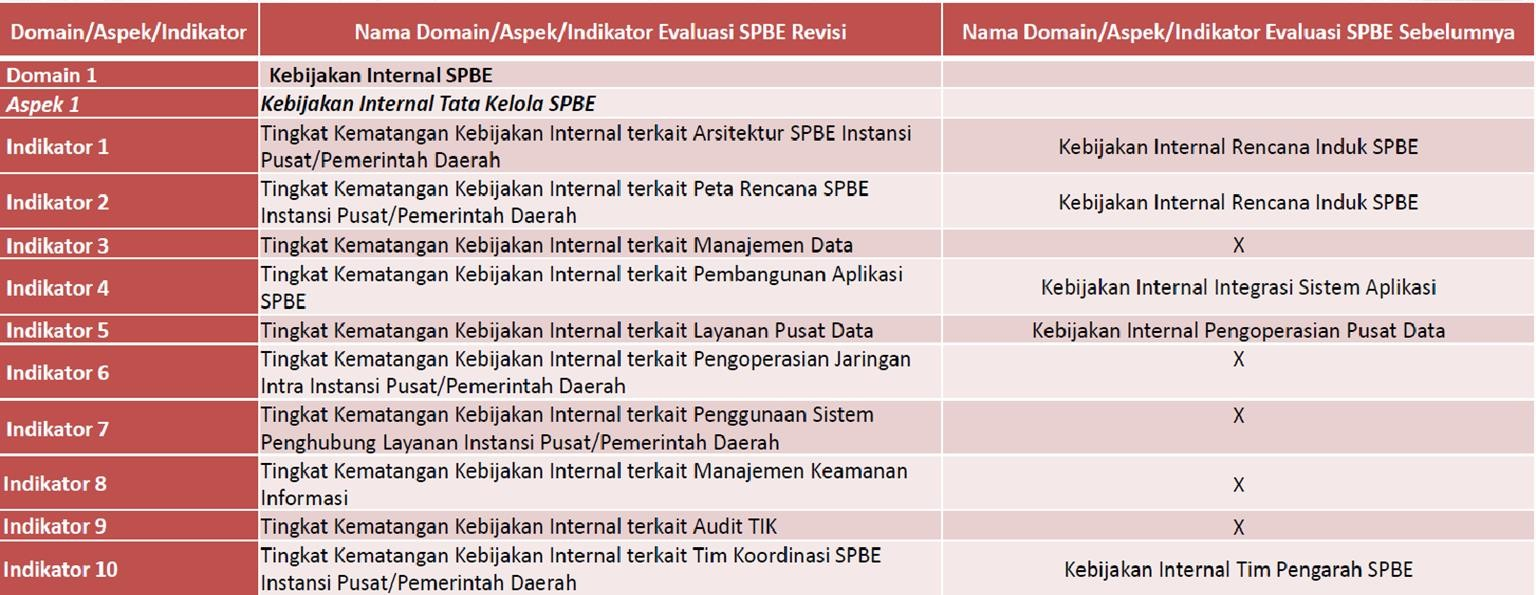 Domain/Aspek/Indikator Nama Domain/Aspek/Indikator Evaluasi SPBE Revisi Nama Domain/Aspek/Indikator Evaluasi SPBE Sebelumnya
Domain 1 Kebijakan Internal SPBE
Aspek 1 Kebijakan Internal Tata Kelola SPBE
Indikator 1 Tingkat Kematangan Kebijakan Internal terkait Arsitektur SPBE Instansi
Pusat/Pemerintah Daerah Kebijakan Internal Rencana Induk SPBE
Indikator 2 Tingkat Kematangan Kebijakan Internal terkait Peta Rencana SPBE
Instansi Pusat/Pemerintah Daerah Kebijakan Internal Rencana Induk SPBE
Indikator 3 Tingkat Kematangan Kebijakan Internal terkait Manajemen Data X
Indikator 4 Tingkat Kematangan Kebijakan Internal terkait Pembangunan Aplikasi
SPBE Kebijakan Internal Integrasi Sistem Aplikasi
Indikator 5 Tingkat Kematangan Kebijakan Internal terkait Layanan Pusat Data Kebijakan Internal Pengoperasian Pusat Data
Indikator 6 Tingkat Kematangan Kebijakan Internal terkait Pengoperasian Jaringan
Intra Instansi Pusat/Pemerintah Daerah X
Indikator 7 Tingkat Kematangan Kebijakan Internal terkait Penggunaan Sistem
Penghubung Layanan Instansi Pusat/Pemerintah Daerah X
Indikator 8 Tingkat Kematangan Kebijakan Internal terkait Manajemen Keamanan
Informasi X
Indikator 9 Tingkat Kematangan Kebijakan Internal terkait Audit TIK X
Indikator 10 Tingkat Kematangan Kebijakan Internal terkait Tim Koordinasi SPBE
Instansi Pusat/Pemerintah Daerah Kebijakan Internal Tim Pengarah SPBE